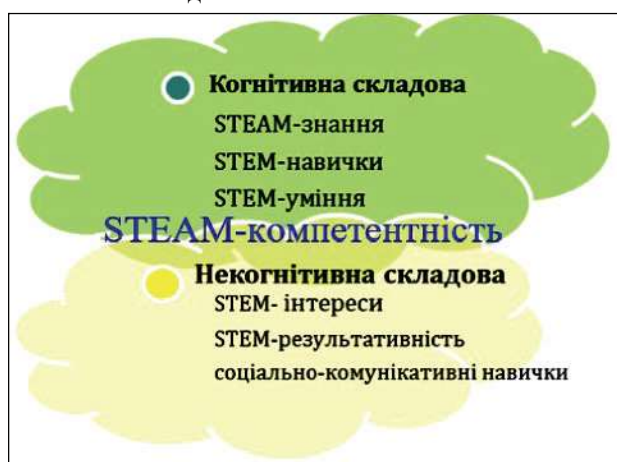 Когнітивна складова
STEAM-знання
STEM-навички
STEM-уміння
STEAM-компетентність
Некогнітивна складова
STEM- інтереси
STEM-результативність
соціально-комунікативні навички